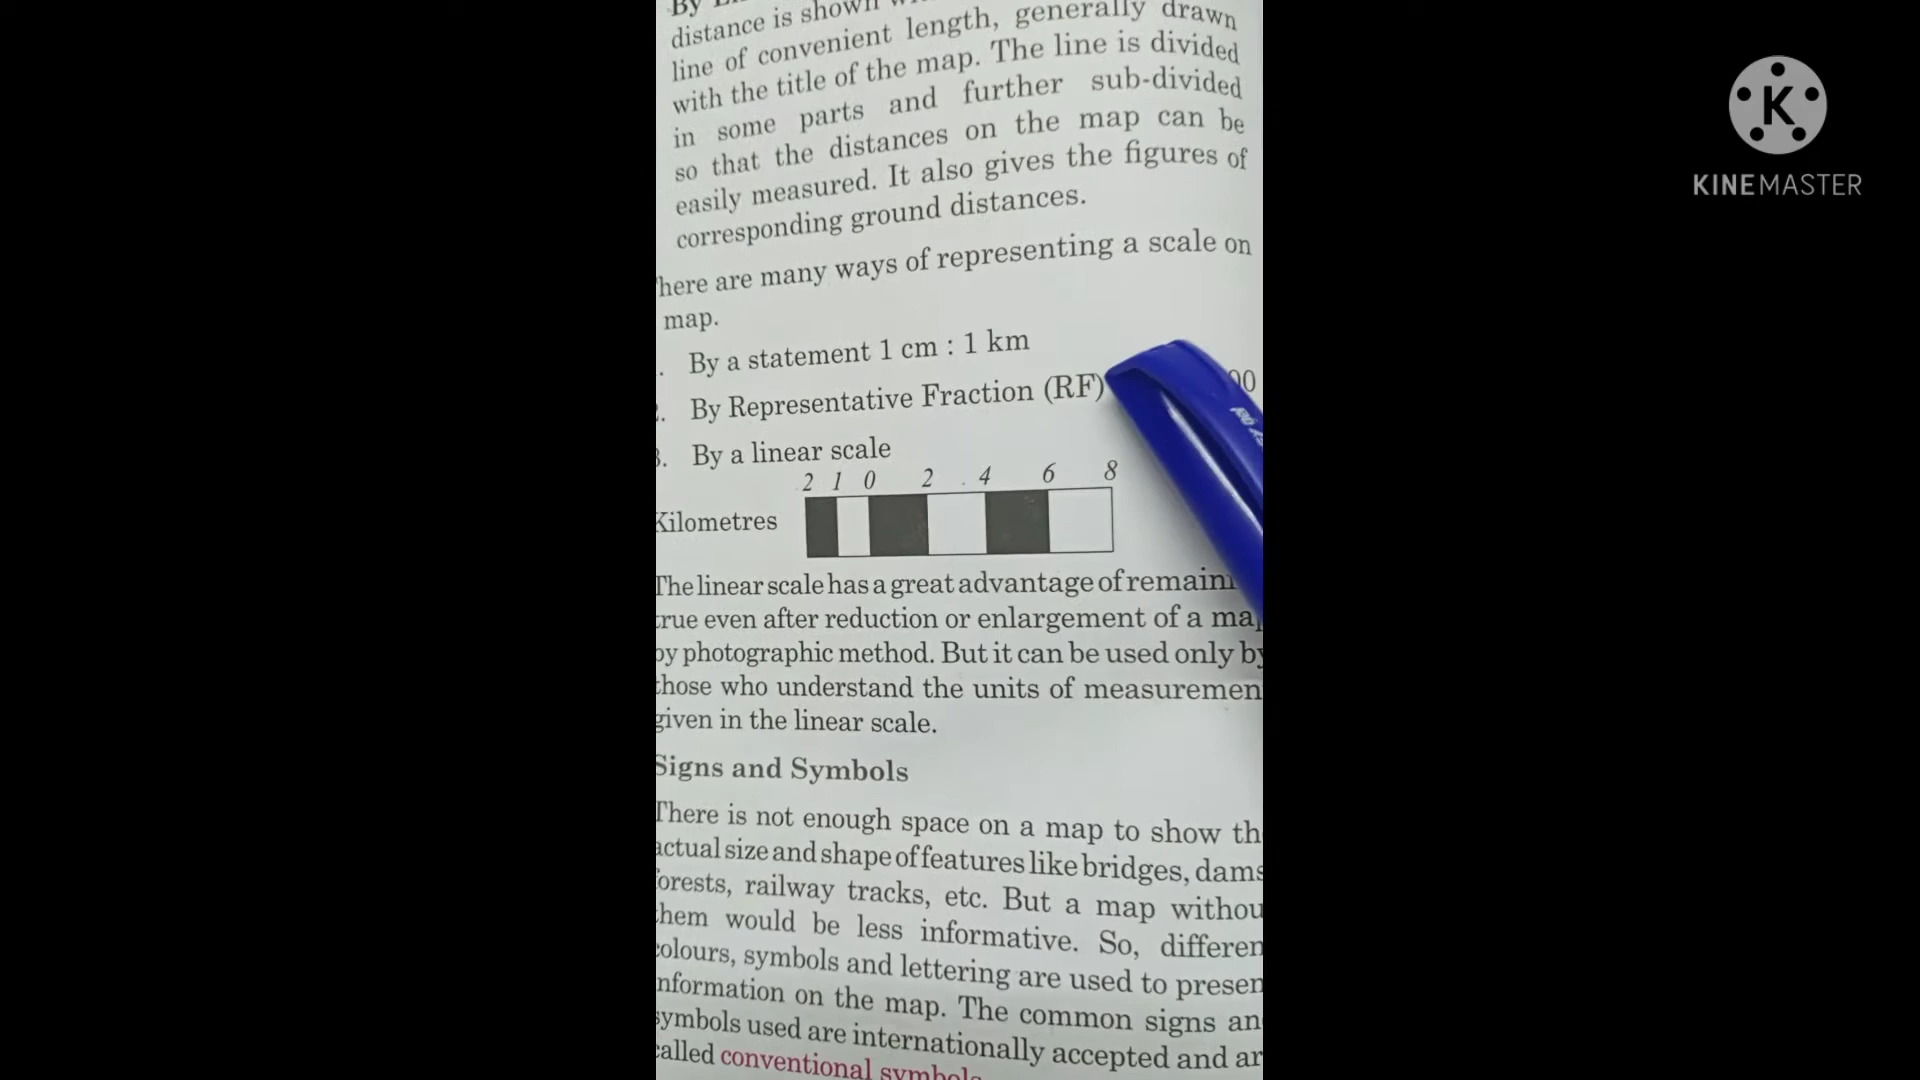 By
distance is shown
line of convenient length, generally drawn
with the title of the map. The line is divided
in some parts and further sub-divided
so that the distances on the map can be
easily measured. It also gives the figures of
corresponding ground distances.
here are many ways of representing a scale on
map.
. By a statement 1 cm : 1 km
. By Representative Fraction (RF) 00
3. By a linear scale
2 1 0 2 4 6 8
Kilometres
The linear scale has a great advantage of remain
true even after reduction or enlargement of a ma
by photographic method. But it can be used only by
those who understand the units of measuremen
given in the linear scale.
Signs and Symbols
There is not enough space on a map to show th
actual size and shape of features like bridges, dams
forests, railway tracks, etc. But a map withou
them would be less informative. So, differen
colours, symbols and lettering are used to presen
nformation on the map. The common signs an
symbols used are internationally accepted and ar
called conventional symbols
K
KINEMASTER